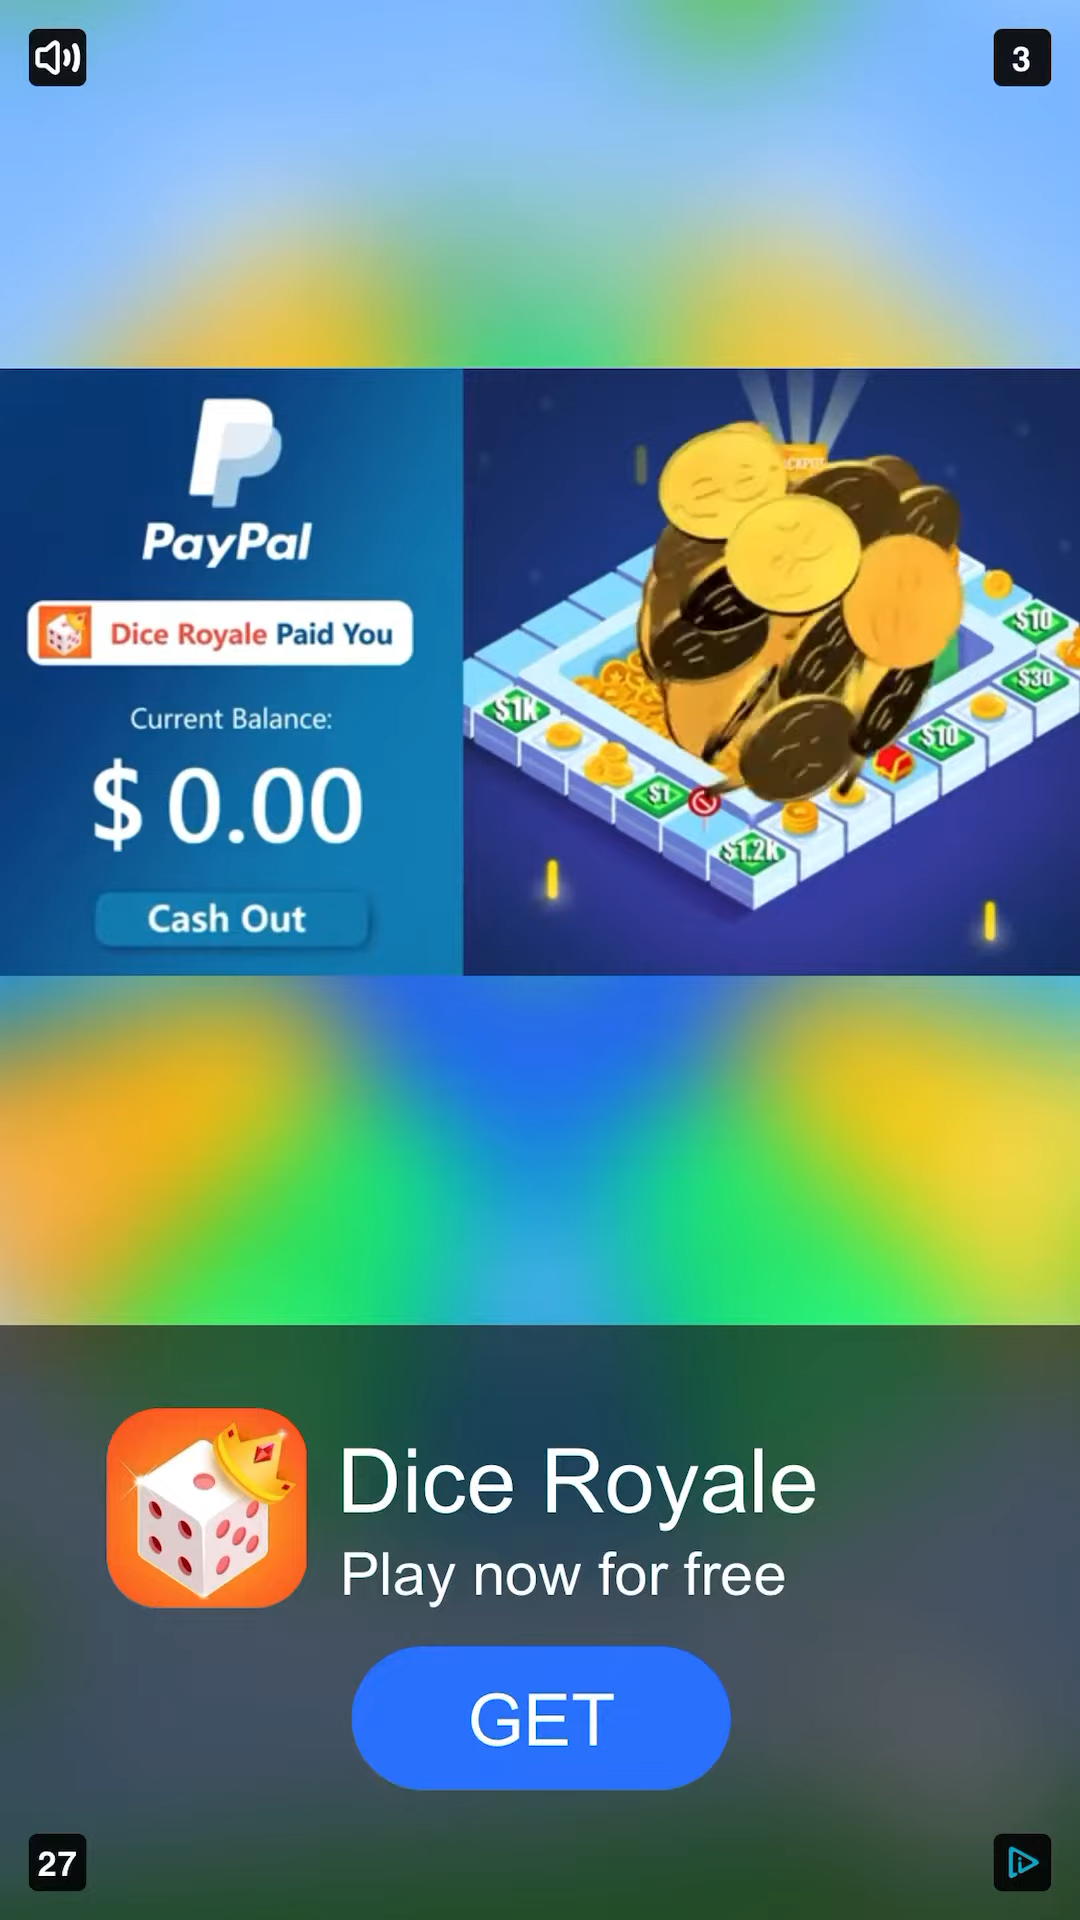 3
PayPal
Dice Royale Paid You
Current Balance:
$ 0.00
Cash Out
$10
$30
$1K
$10
$1
$1.2K
Dice Royale
Play now for free
GET
27